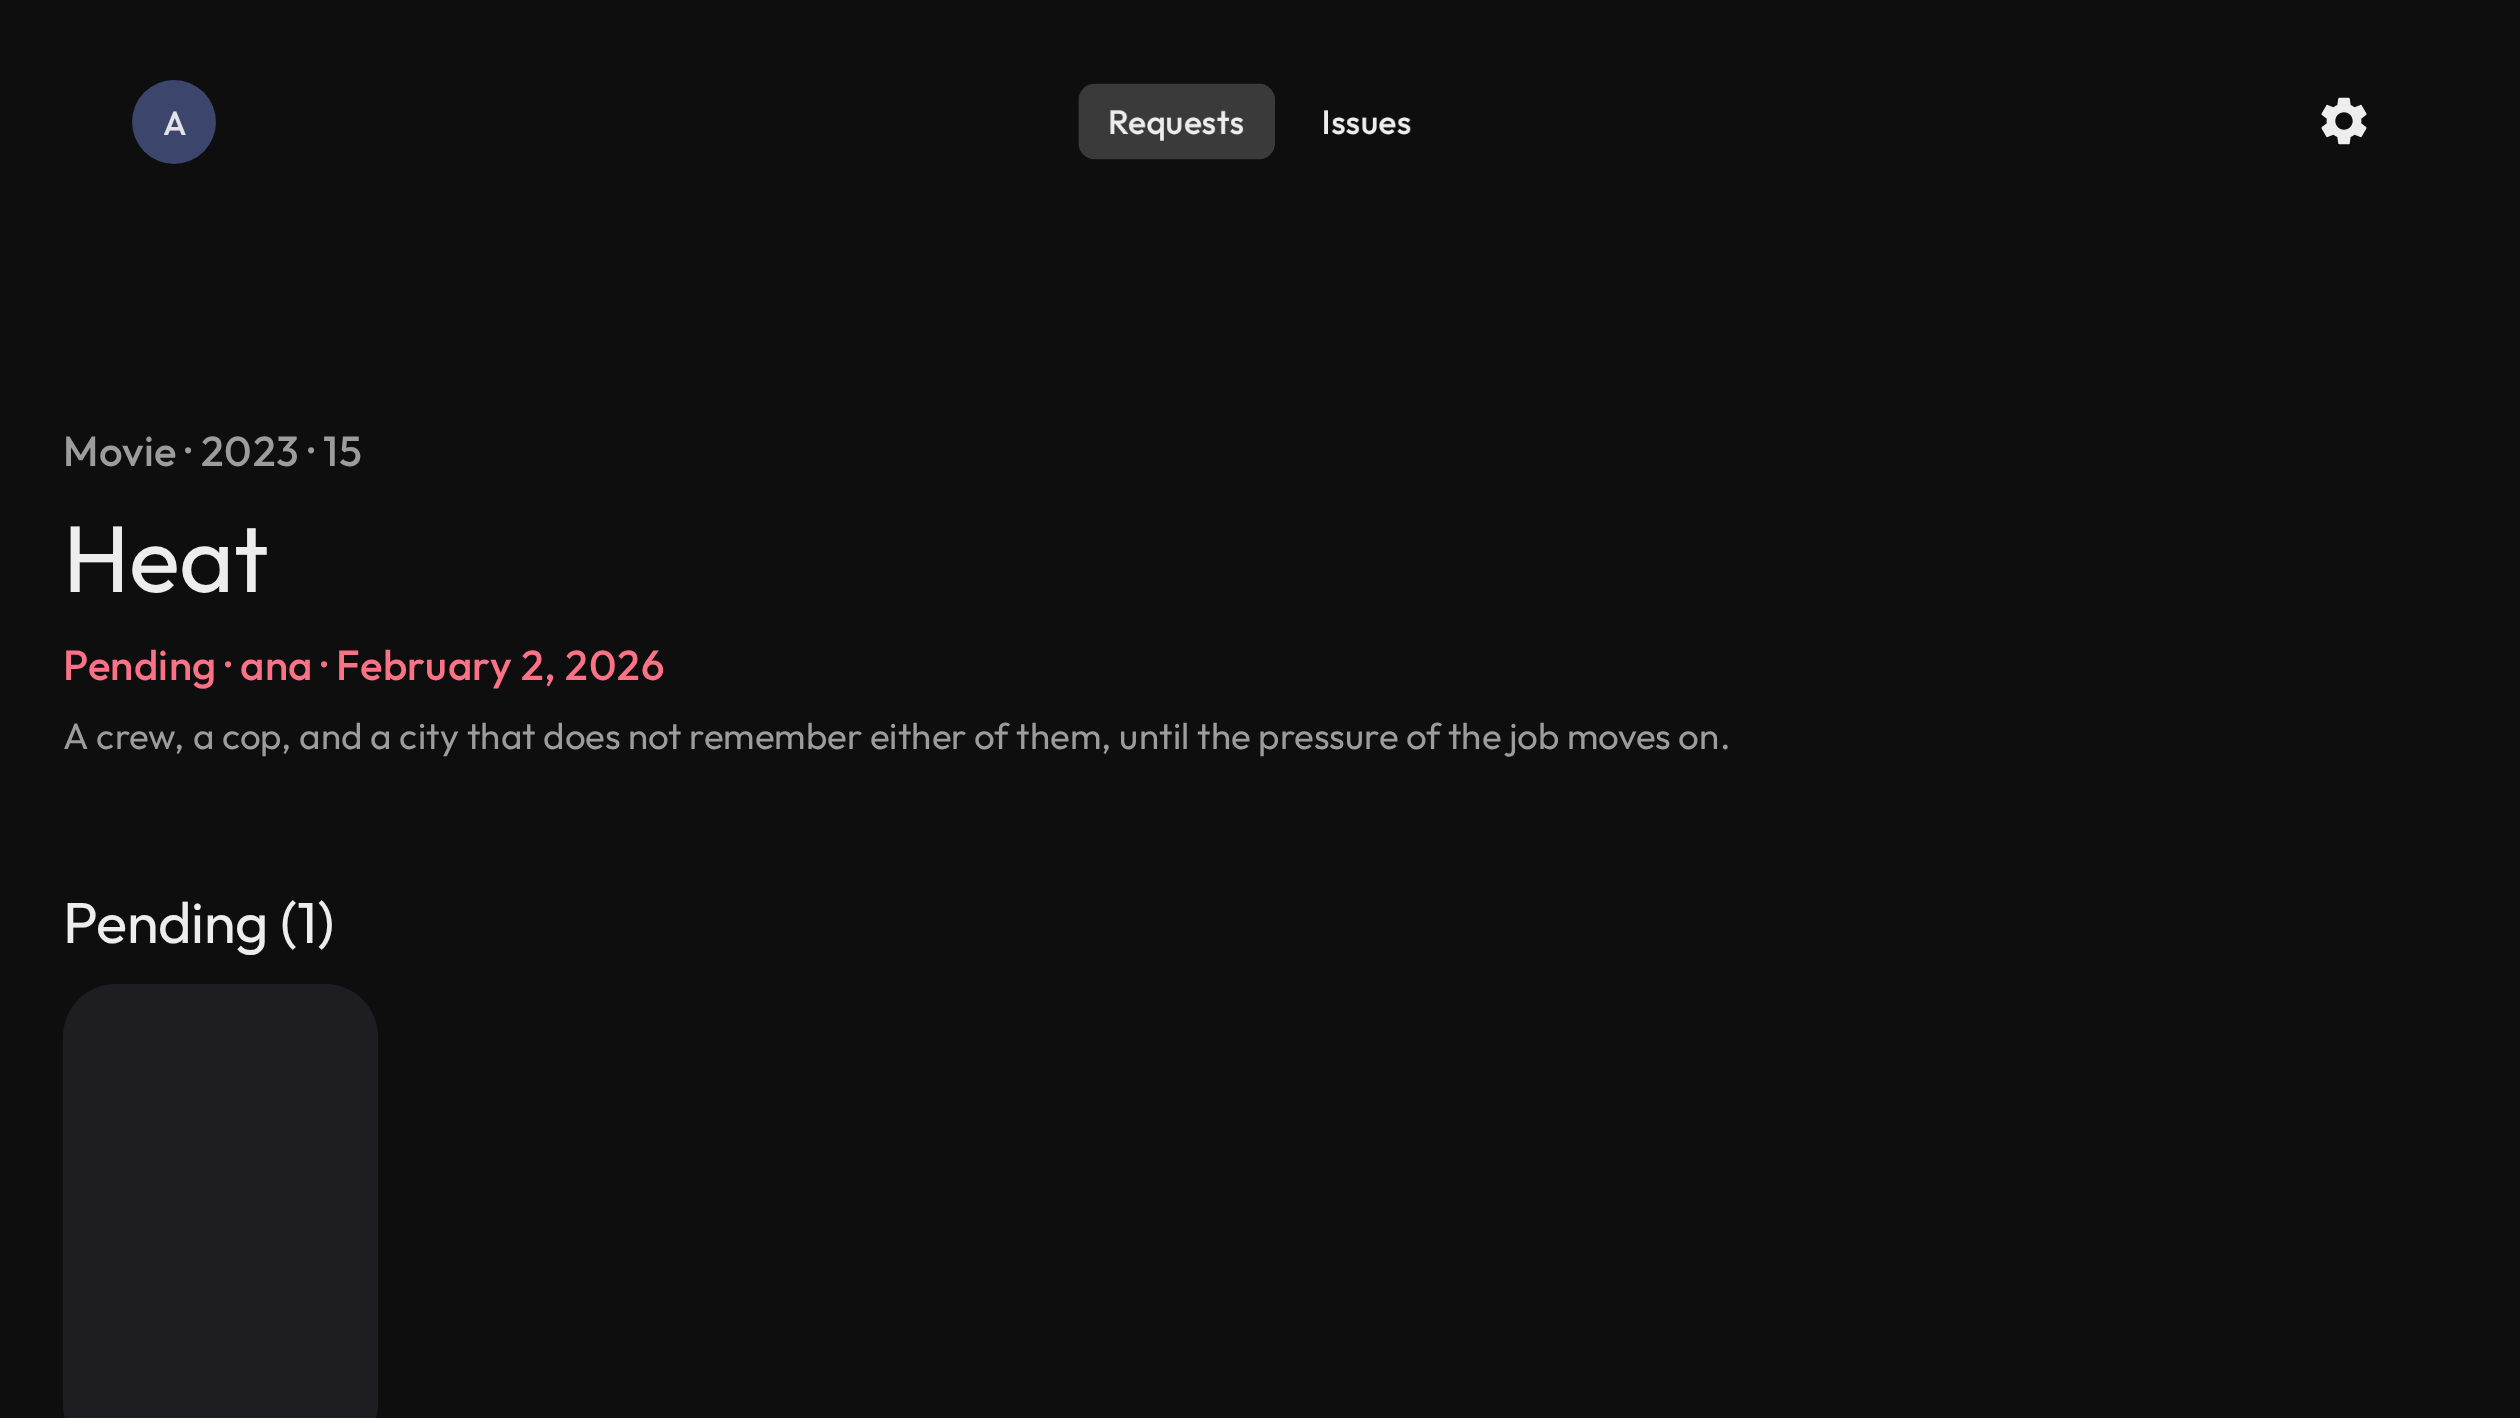 A
Requests
Issues
Movie · 2023 · 15
Heat
Pending · ana · February 2, 2026
A crew, a cop, and a city that does not remember either of them, until the pressure of the job moves on.
Pending (1)